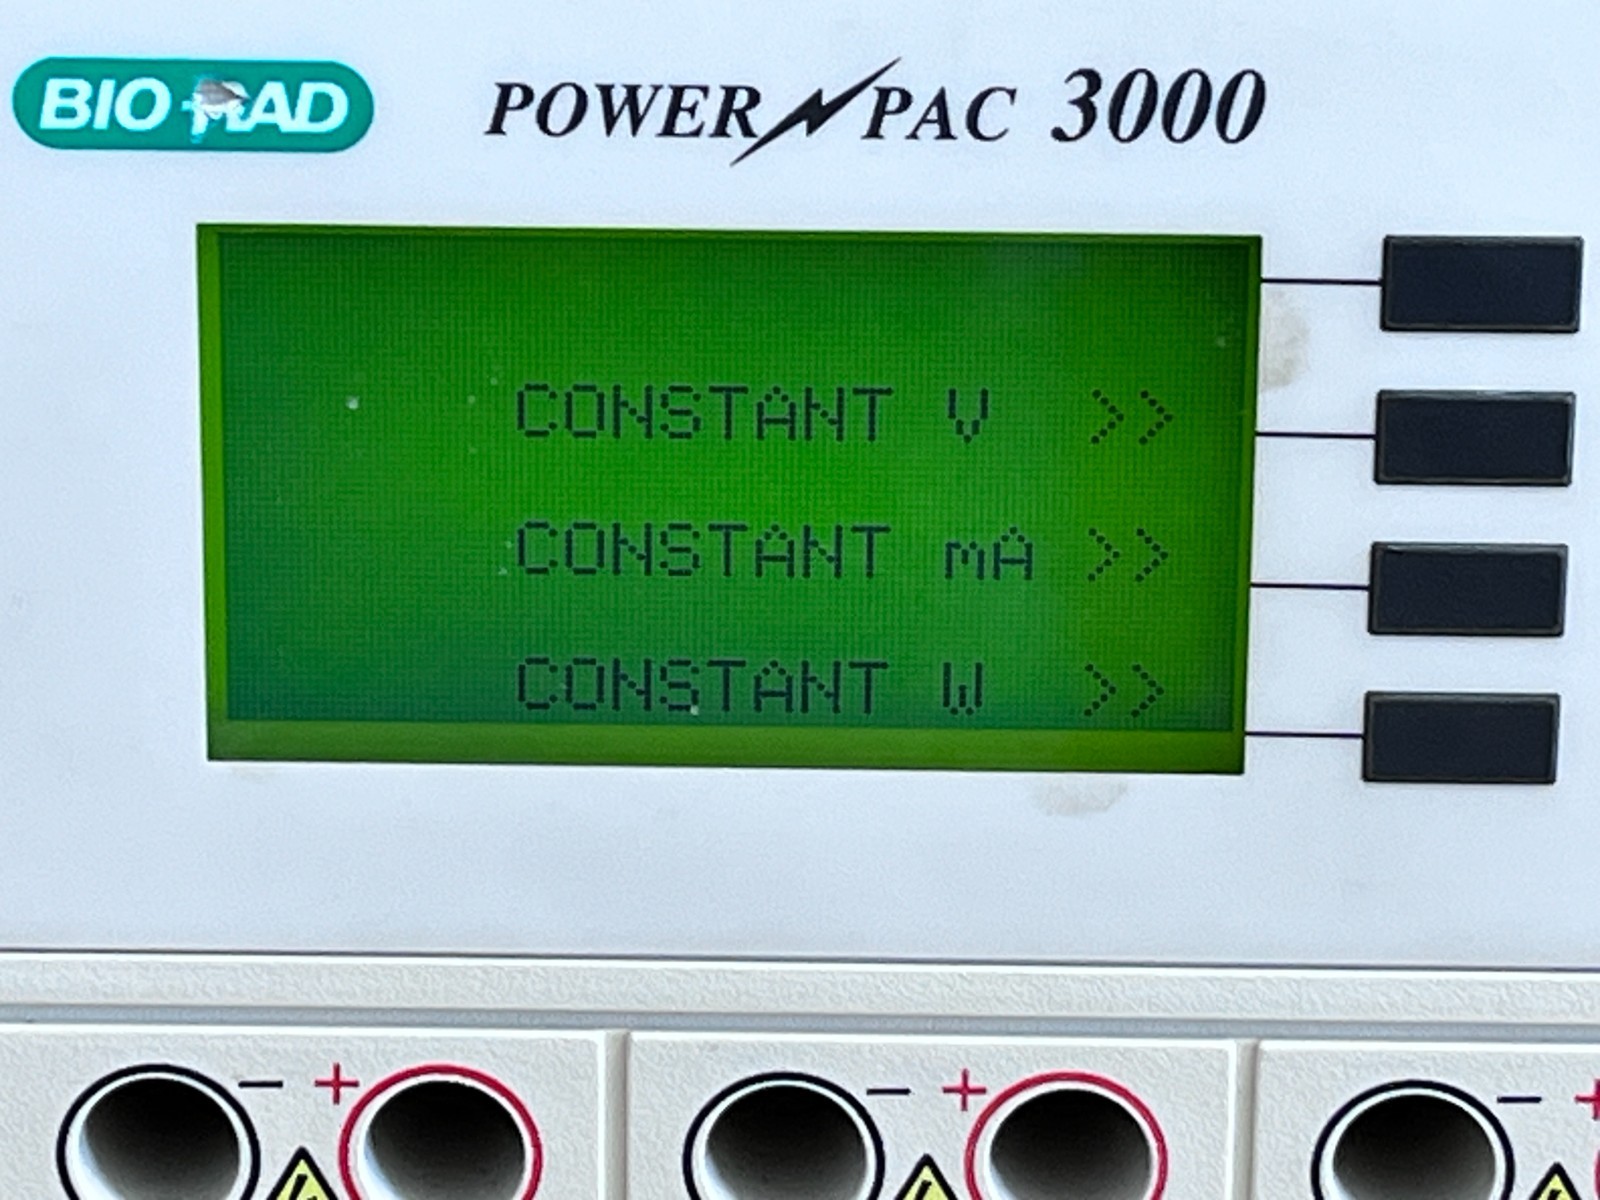 BIO-RAD
POWER PAC 3000
CONSTANT V >>
CONSTANT mA >>
CONSTANT W >>
- +
- +
- +